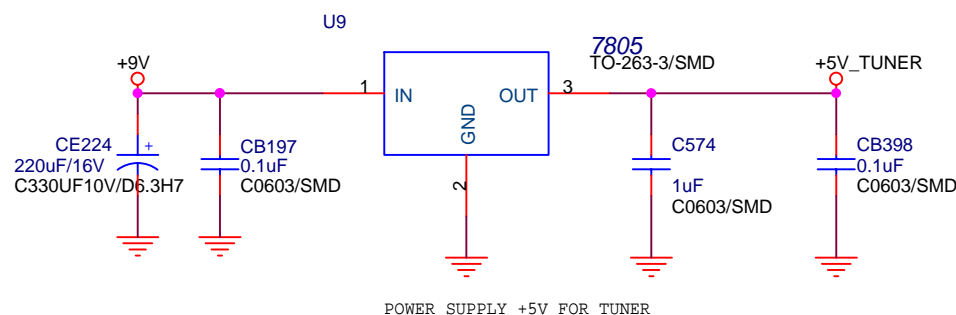 U9
7805
TO-263-3/SMD
+9V
+5V_TUNER
1
IN
OUT
3
GND
2
CE224
+
220uF/16V
C330UF10V/D6.3H7
CB197
0.1uF
C0603/SMD
C574
1uF
C0603/SMD
CB398
0.1uF
C0603/SMD
POWER SUPPLY +5V FOR TUNER